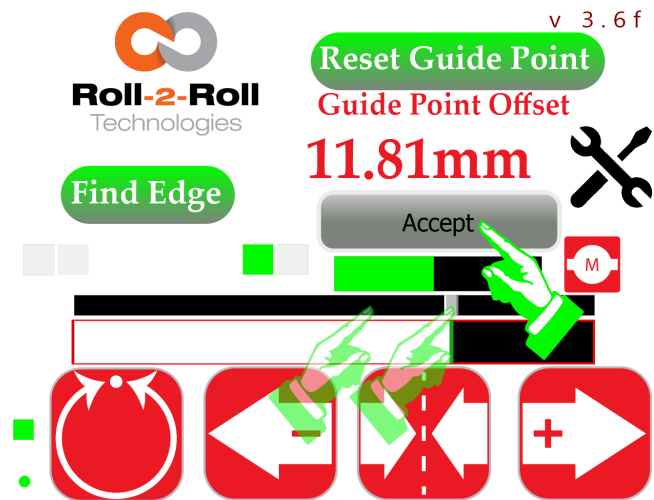 v 3.6f
Roll-2-Roll
Technologies
Reset Guide Point
Guide Point Offset
11.81mm
Find Edge
Accept
M
-
+